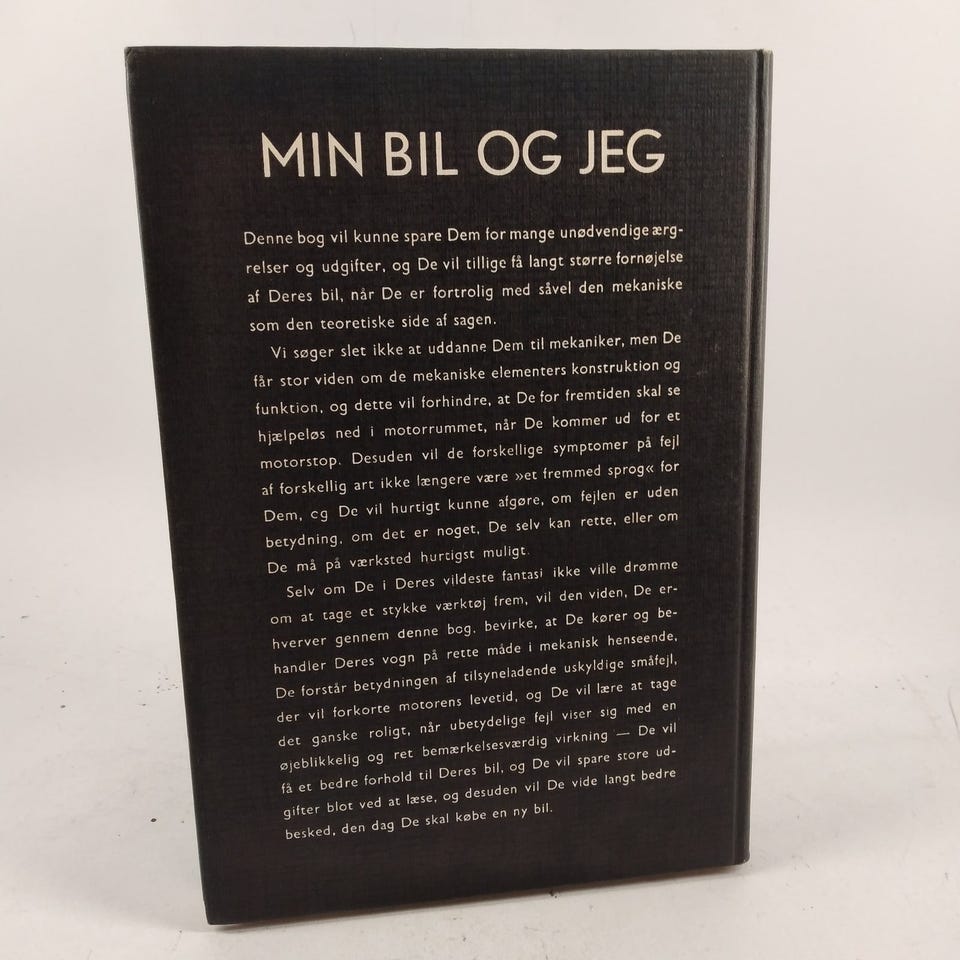 MIN BIL OG JEG
Denne bog vil kunne spare Dem for mange unødvendige ærg-
relser og udgifter, og De vil tillige få langt større fornøjelse
af Deres bil, når De er fortrolig med såvel den mekaniske
som den teoretiske side af sagen.
Vi søger slet ikke at uddanne Dem til mekaniker, men De
får stor viden om de mekaniske elementers konstruktion og
funktion, og dette vil forhindre, at De for fremtiden skal se
hjælpeløs ned i motorrummet, når De kommer ud for et
motorstop. Desuden vil de forskellige symptomer på fejl
af forskellig art ikke længere være »et fremmed sprog« for
Dem, cg De vil hurtigt kunne afgøre, om fejlen er uden
betydning, om det er noget, De selv kan rette, eller om
De må på værksted hurtigst muligt.
Selv om De i Deres vildeste fantasi ikke ville drømme
om at tage et stykke værktøj frem, vil den viden, De er-
hverver gennem denne bog, bevirke, at De kører og be-
handler Deres vogn på rette måde i mekanisk henseende,
De forstår betydningen af tilsyneladende uskyldige småfejl,
der vil forkorte motorens levetid, og De vil lære at tage
det ganske roligt, når ubetydelige fejl viser sig med en
øjeblikkelig og ret bemærkelsesværdig virkning — De vil
få et bedre forhold til Deres bil, og De vil spare store ud-
gifter blot ved at læse, og desuden vil De vide langt bedre
besked, den dag De skal købe en ny bil.